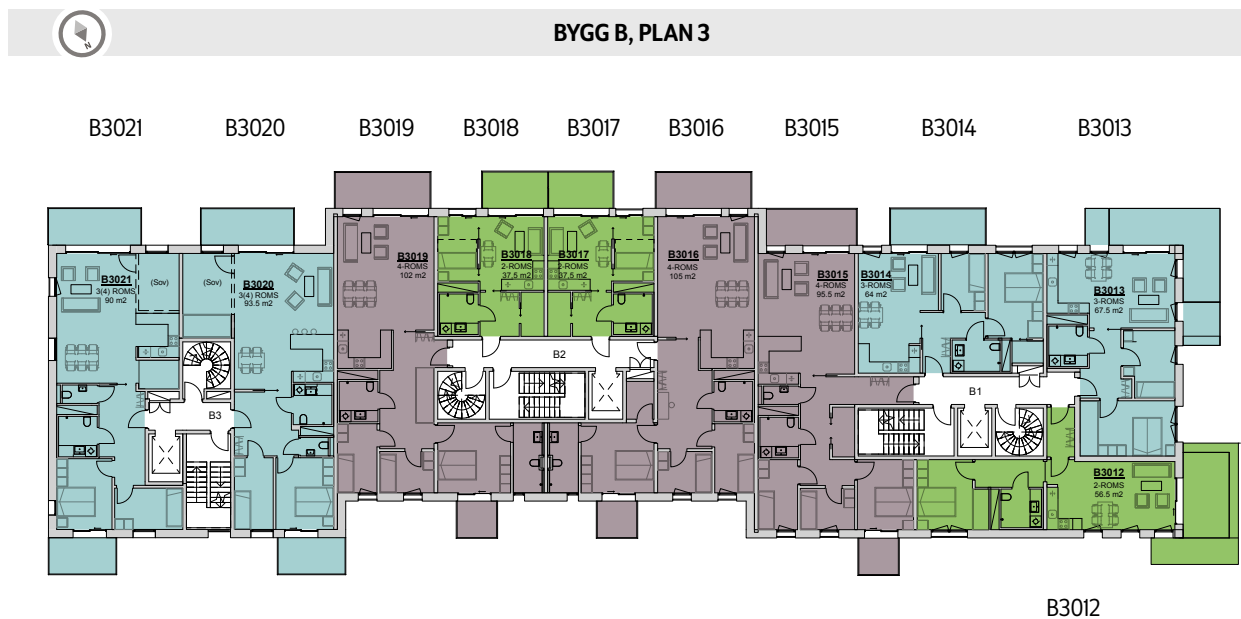 BYGG B, PLAN 3
N
B3021
B3020
B3019
B3018
B3017
B3016
B3015
B3014
B3013
B3021
3(4) ROMS
90 m2
(Sov)
(Sov)
B3020
3(4) ROMS
93.5 m2
B3019
4-ROMS
102 m2
B3018
2-ROMS
37,5 m2
B3017
2-ROMS
37,5 m2
B3016
4-ROMS
105 m2
B3015
4-ROMS
95.5 m2
B3014
3-ROMS
64 m2
B3013
3-ROMS
67.5 m2
B2
B1
B3
B3012
2-ROMS
56.5 m2
B3012